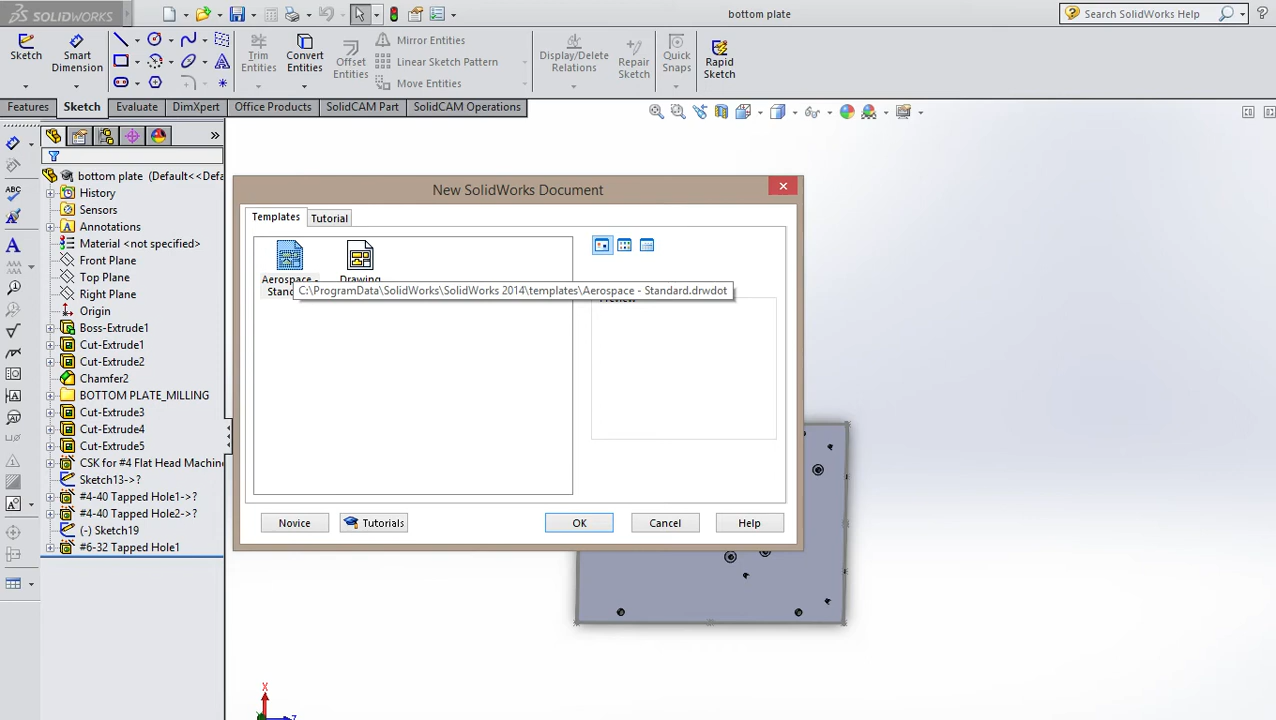 SOLIDWORKS
bottom plate
Search SolidWorks Help
Sketch
Smart
Dimension
Trim
Entities
Convert
Entities
Offset
Entities
Mirror Entities
Linear Sketch Pattern
Move Entities
Display/Delete
Relations
Repair
Sketch
Quick
Snaps
Rapid
Sketch
Features
Sketch
Evaluate
DimXpert
Office Products
SolidCAM Part
SolidCAM Operations
bottom plate (Default<<Defa
History
Sensors
Annotations
Material <not specified>
Front Plane
Top Plane
Right Plane
Origin
Boss-Extrude1
Cut-Extrude1
Cut-Extrude2
Chamfer2
BOTTOM PLATE_MILLING
Cut-Extrude3
Cut-Extrude4
Cut-Extrude5
CSK for #4 Flat Head Machin
Sketch13->?
#4-40 Tapped Hole1->?
#4-40 Tapped Hole2->?
(-) Sketch19
#6-32 Tapped Hole1
New SolidWorks Document
Templates
Tutorial
Aerospace -
Stan
Drawing
C:\ProgramData\SolidWorks\SolidWorks 2014\templates\Aerospace - Standard.drwdot
Preview
Novice
Tutorials
OK
Cancel
Help
ABC
X